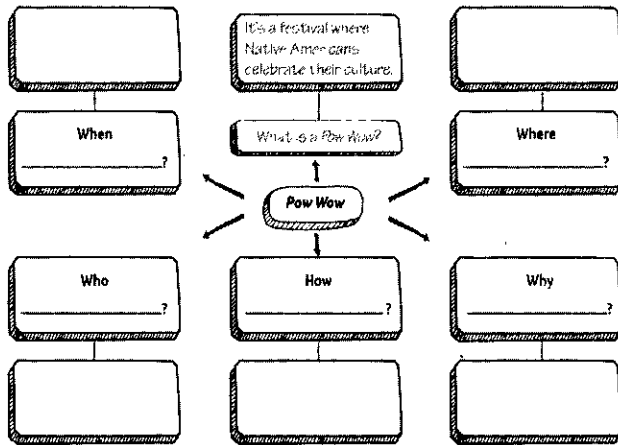 It's a festival where
Native Americans
celebrate their culture.
When
?
What is a Pow Wow?
Where
?
Pow Wow
Who
?
How
?
Why
?